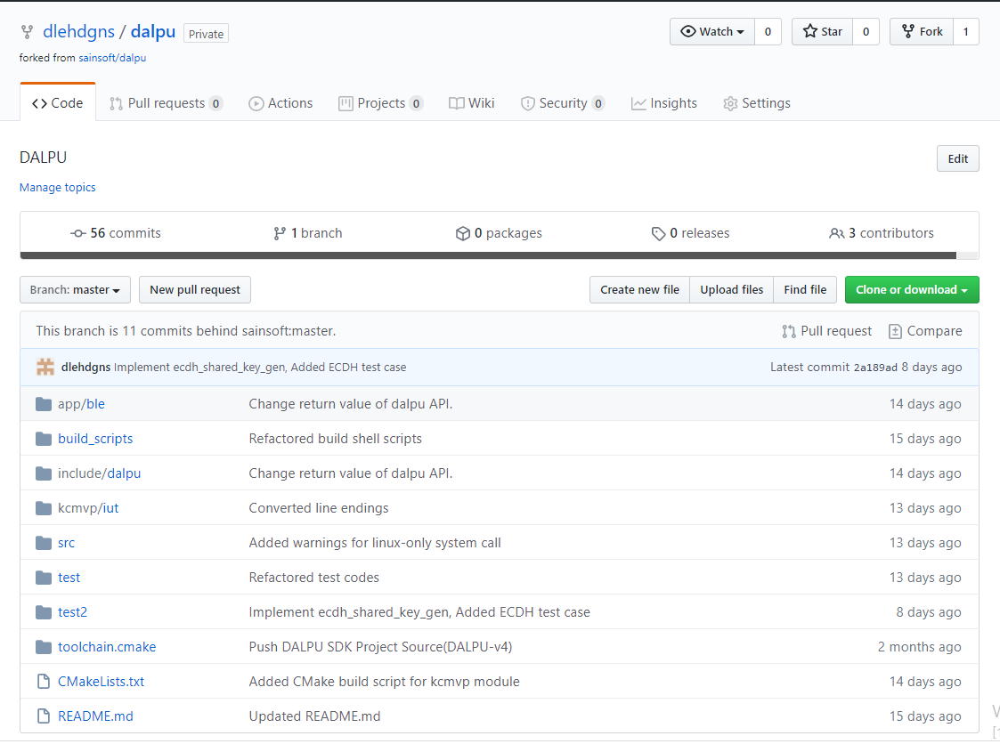 dlehdgns / dalpu Private Watch 0 Star 0 Fork 1
forked from sainsoft/dalpu
Code Pull requests 0 Actions Projects 0 Wiki Security 0 Insights Settings
DALPU Edit
Manage topics
56 commits 1 branch 0 packages 0 releases 3 contributors
Branch: master New pull request Create new file Upload files Find file Clone or download
This branch is 11 commits behind sainsoft:master. Pull request Compare
dlehdgns Implement ecdh_shared_key_gen, Added ECDH test case Latest commit 2a189ad 8 days ago
app/ble Change return value of dalpu API. 14 days ago
build_scripts Refactored build shell scripts 15 days ago
include/dalpu Change return value of dalpu API. 14 days ago
kcmvp/iut Converted line endings 13 days ago
src Added warnings for linux-only system call 13 days ago
test Refactored test codes 13 days ago
test2 Implement ecdh_shared_key_gen, Added ECDH test case 8 days ago
toolchain.cmake Push DALPU SDK Project Source(DALPU-v4) 2 months ago
CMakeLists.txt Added CMake build script for kcmvp module 14 days ago
README.md Updated README.md 15 days ago